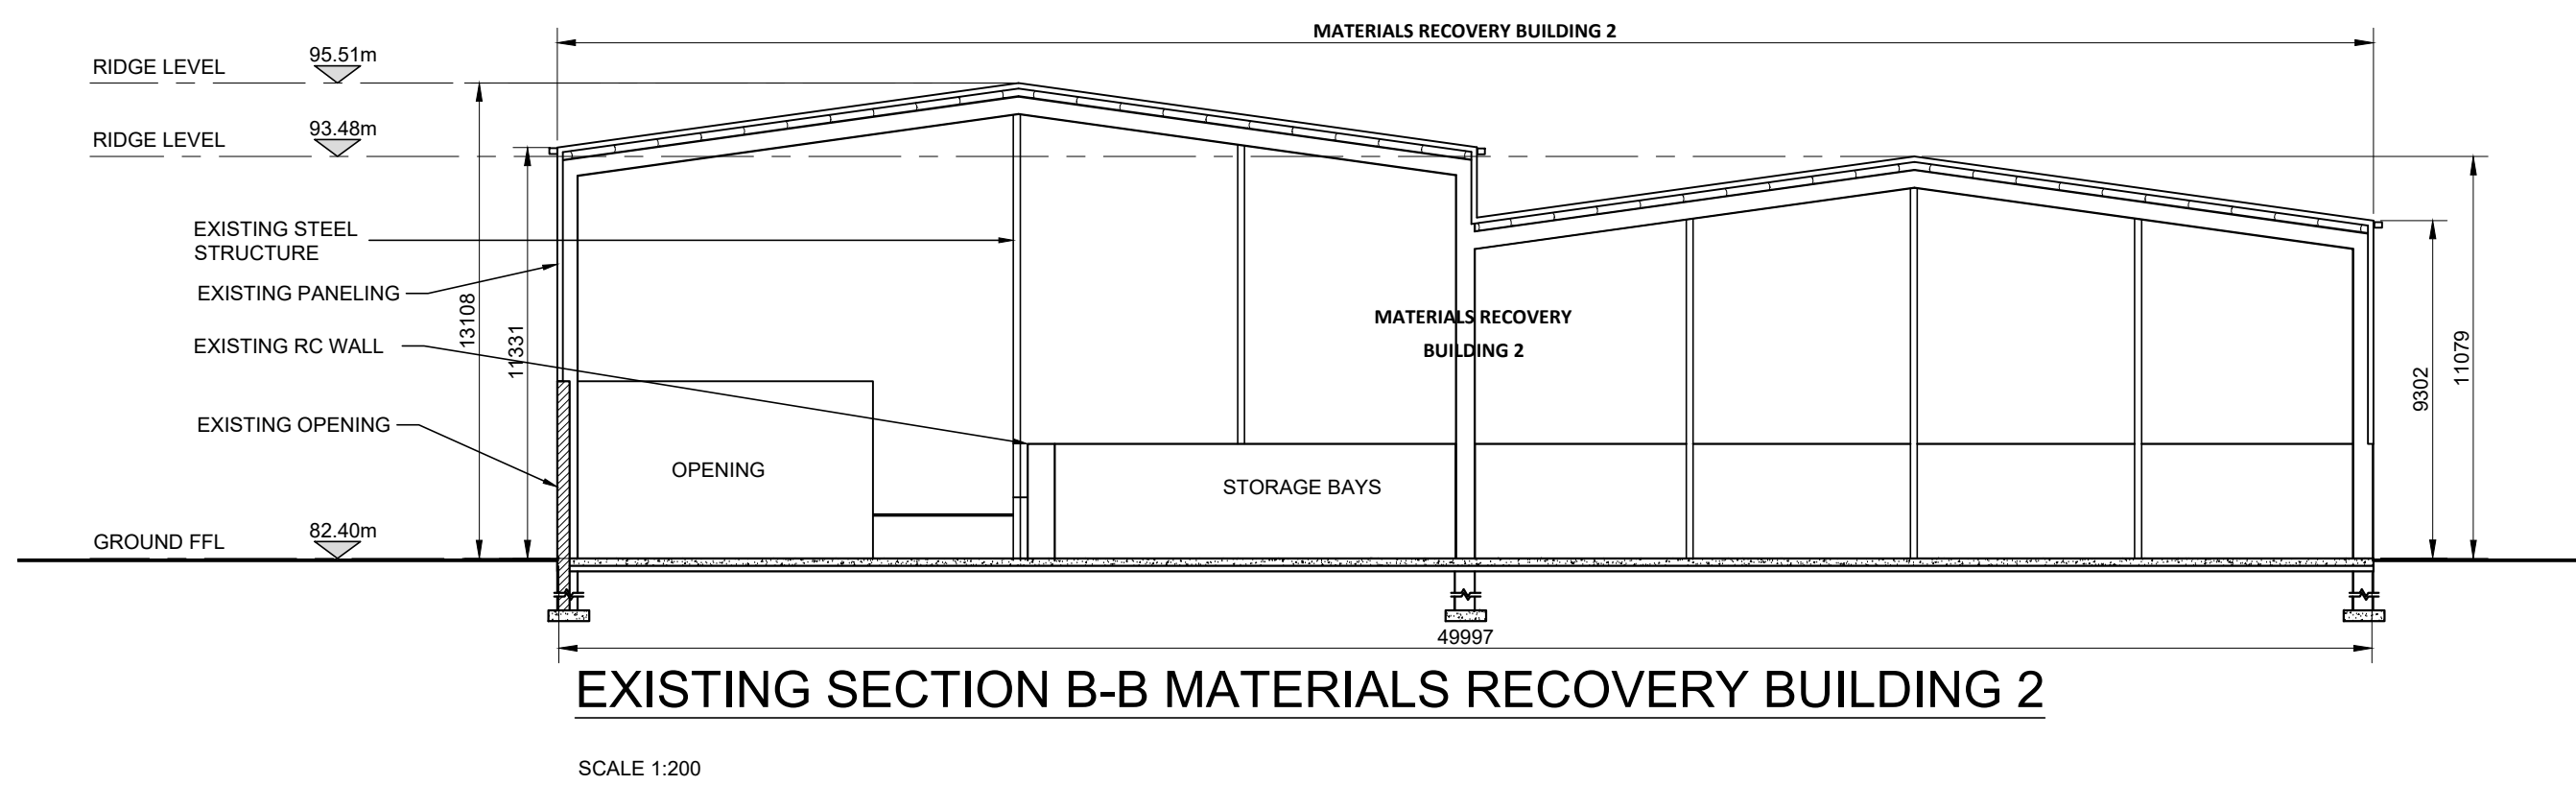 MATERIALS RECOVERY BUILDING 2
RIDGE LEVEL 95.51m
RIDGE LEVEL 93.48m
EXISTING STEEL
STRUCTURE
EXISTING PANELING
EXISTING RC WALL
EXISTING OPENING
13108
11331
MATERIALS RECOVERY
BUILDING 2
OPENING
STORAGE BAYS
9302
11079
GROUND FFL 82.40m
49997
EXISTING SECTION B-B MATERIALS RECOVERY BUILDING 2
SCALE 1:200